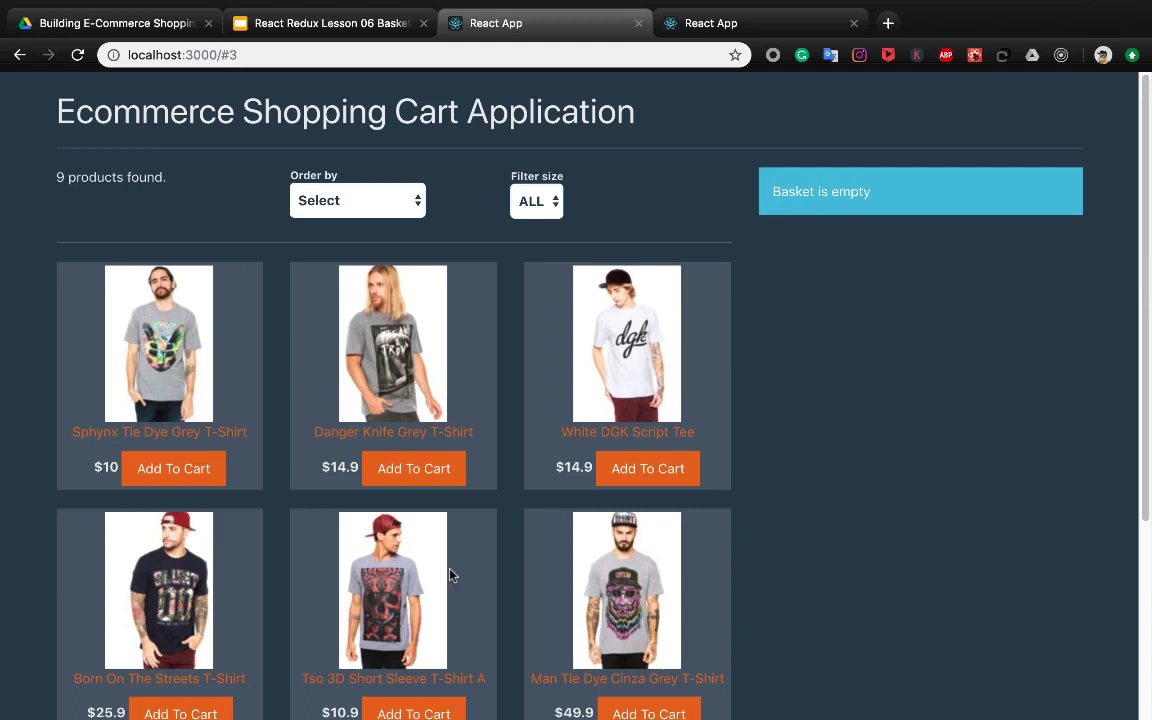 Building E-Commerce Shoppin
React Redux Lesson 06 Baske
React App
React App
localhost:3000/#3
ABP
Ecommerce Shopping Cart Application
9 products found.
Order by
Select
Filter size
ALL
Basket is empty
dgk
Sphynx Tie Dye Grey T-Shirt
Danger Knife Grey T-Shirt
White DGK Script Tee
$10 Add To Cart
$14.9 Add To Cart
$14.9 Add To Cart
Born On The Streets T-Shirt
Tso 3D Short Sleeve T-Shirt A
Man Tie Dye Cinza Grey T-Shirt
$25.9 Add To Cart
$10.9 Add To Cart
$49.9 Add To Cart